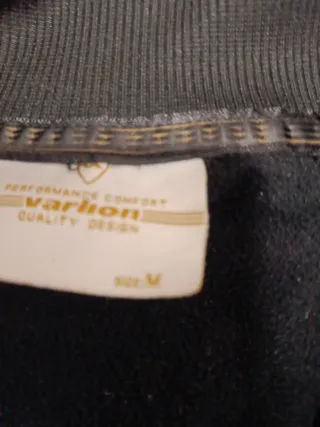 PERFORMANCE COMFORT
Varlion
QUALITY DESIGN
SIZE: M